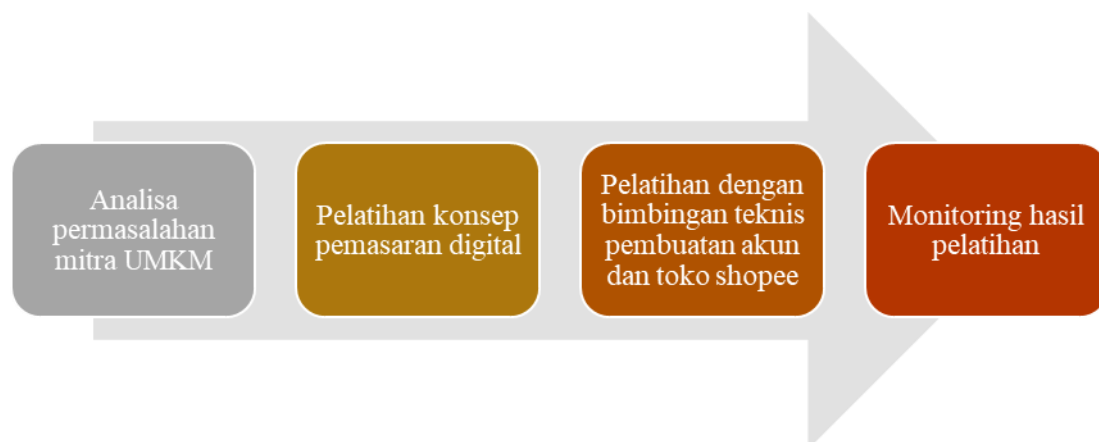 Analisa
permasalahan
mitra UMKM
Pelatihan konsep
pemasaran digital
Pelatihan dengan
bimbingan teknis
pembuatan akun
dan toko shopee
Monitoring hasil
pelatihan